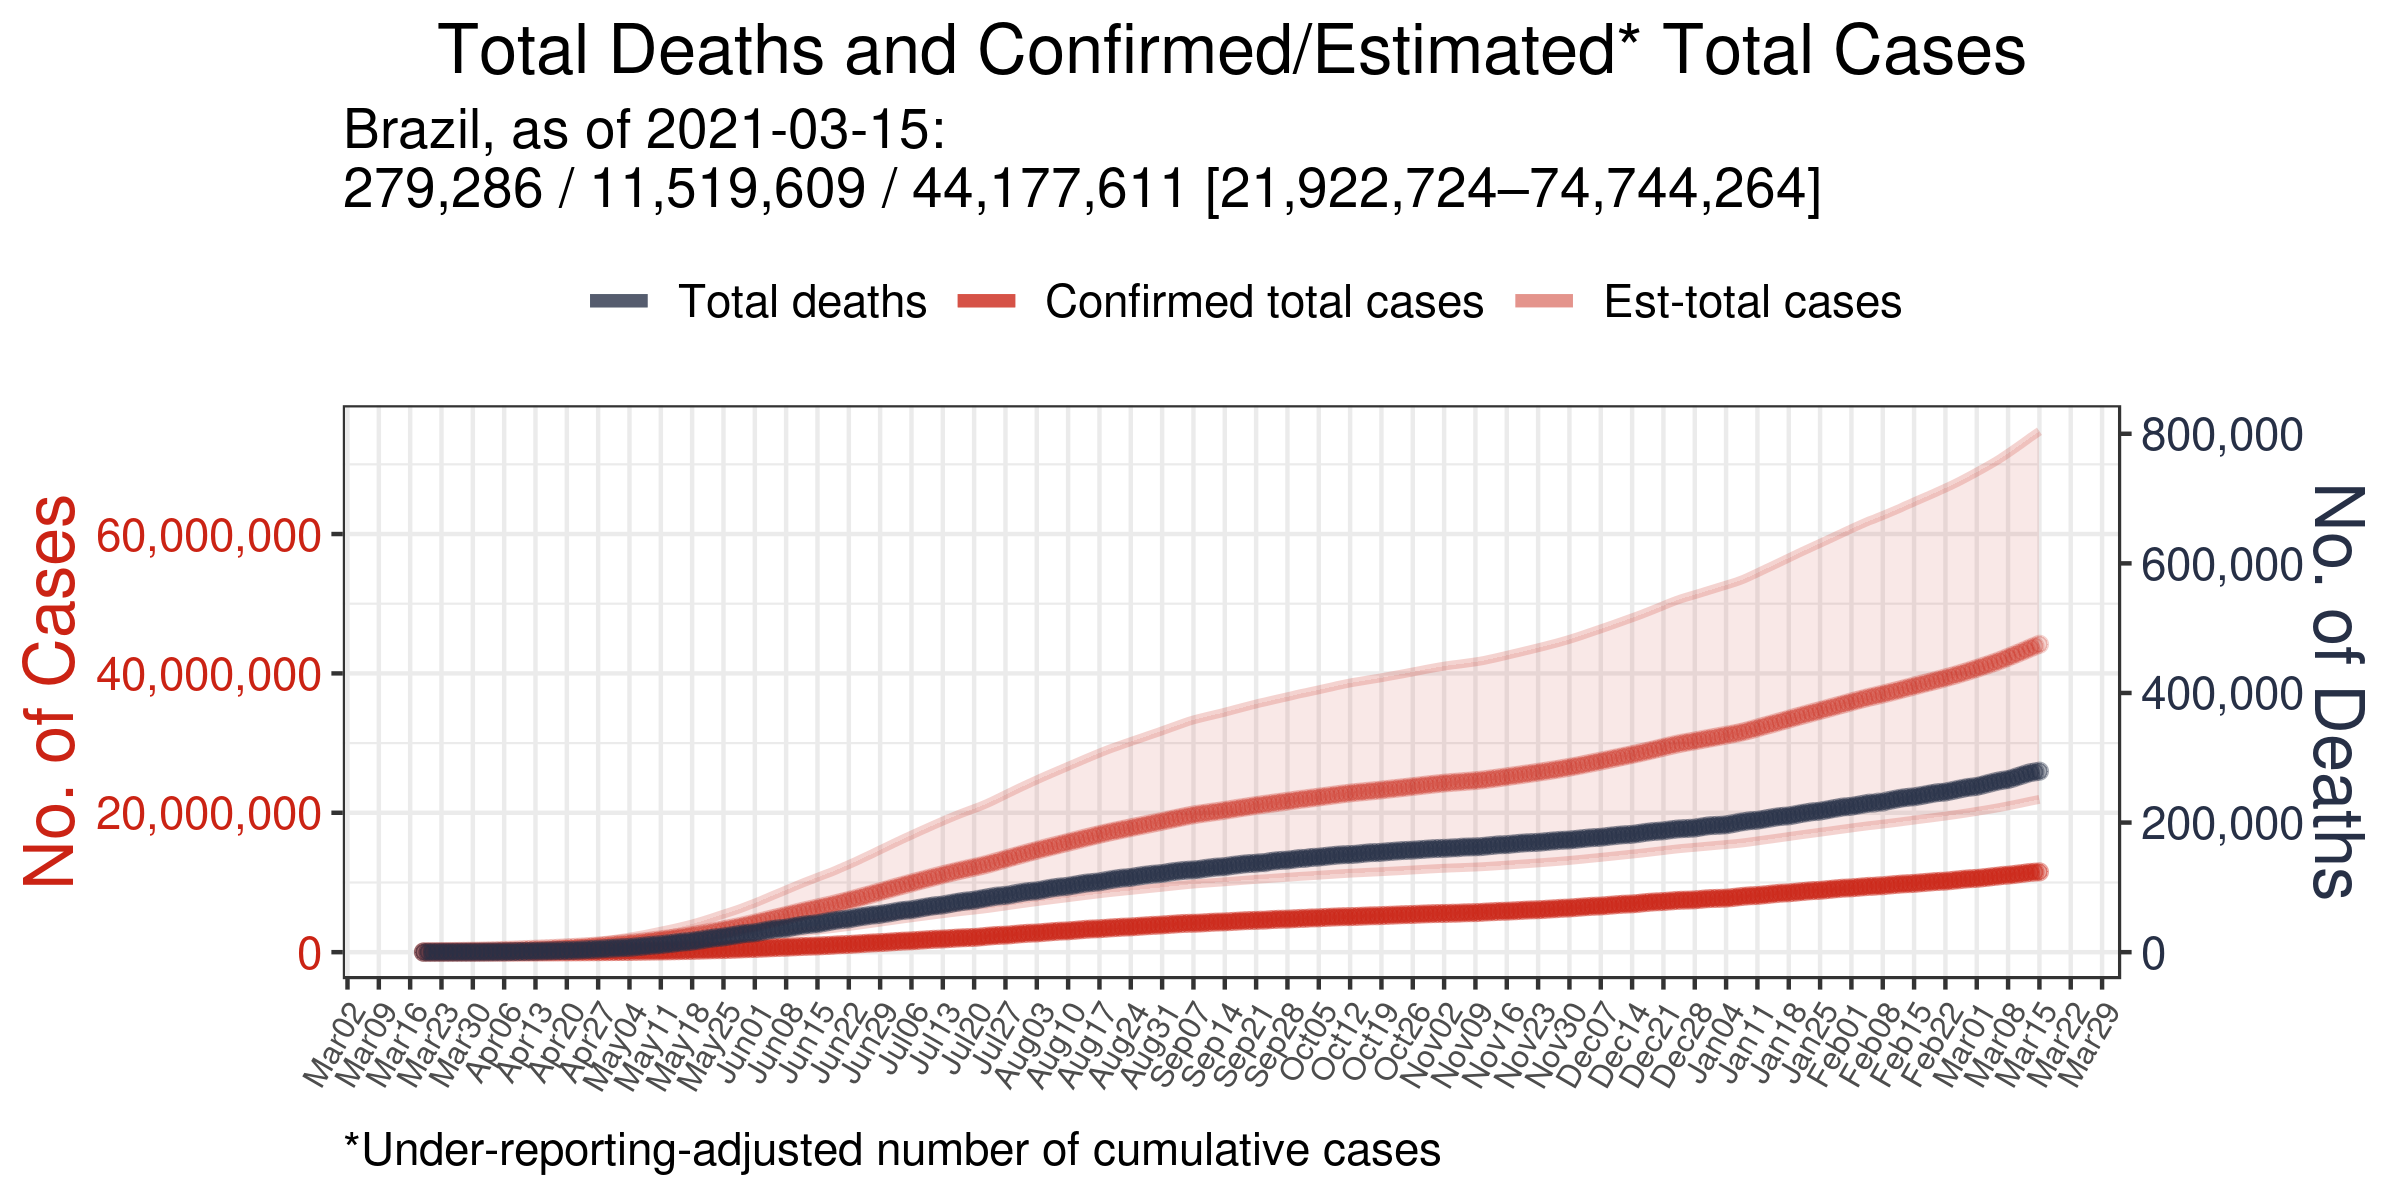 Total Deaths and Confirmed/Estimated* Total Cases
Brazil, as of 2021-03-15:
279,286 / 11,519,609 / 44,177,611 [21,922,724–74,744,264]
Total deaths
Confirmed total cases
Est-total cases
No. of Cases
60,000,000
40,000,000
20,000,000
0
800,000
600,000
400,000
200,000
0
No. of Deaths
Mar02
Mar09
Mar16
Mar23
Mar30
Apr06
Apr13
Apr20
Apr27
May04
May11
May18
May25
Jun01
Jun08
Jun15
Jun22
Jun29
Jul06
Jul13
Jul20
Jul27
Aug03
Aug10
Aug17
Aug24
Aug31
Sep07
Sep14
Sep21
Sep28
Oct05
Oct12
Oct19
Oct26
Nov02
Nov09
Nov16
Nov23
Nov30
Dec07
Dec14
Dec21
Dec28
Jan04
Jan11
Jan18
Jan25
Feb01
Feb08
Feb15
Feb22
Mar01
Mar08
Mar15
Mar22
Mar29
*Under-reporting-adjusted number of cumulative cases